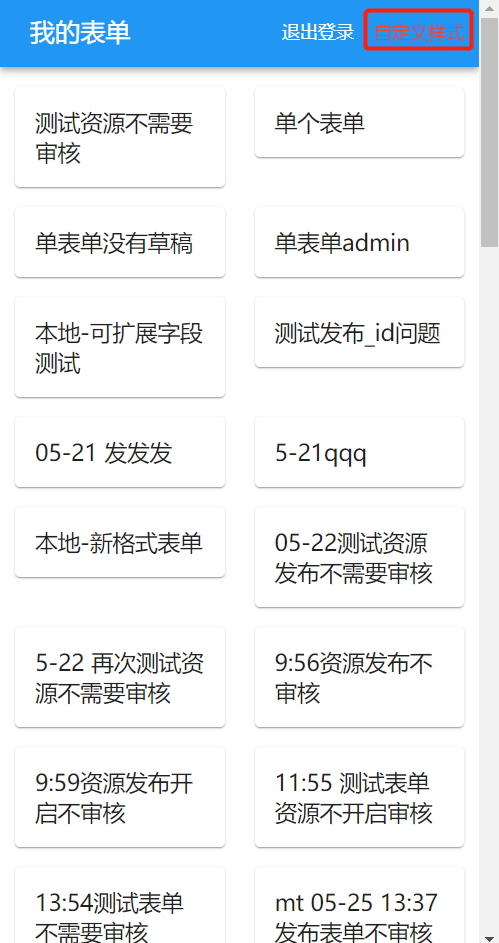 我的表单 退出登录 自定义样式
测试资源不需要
审核
单个表单
单表单没有草稿
单表单admin
本地-可扩展字段
测试
测试发布_id问题
05-21 发发发
5-21qqq
本地-新格式表单
05-22测试资源
发布不需要审核
5-22 再次测试资
源不需要审核
9:56资源发布不
审核
9:59资源发布开
启不审核
11:55 测试表单
资源不开启审核
13:54测试表单
不需要审核
mt 05-25 13:37
发布表单不审核